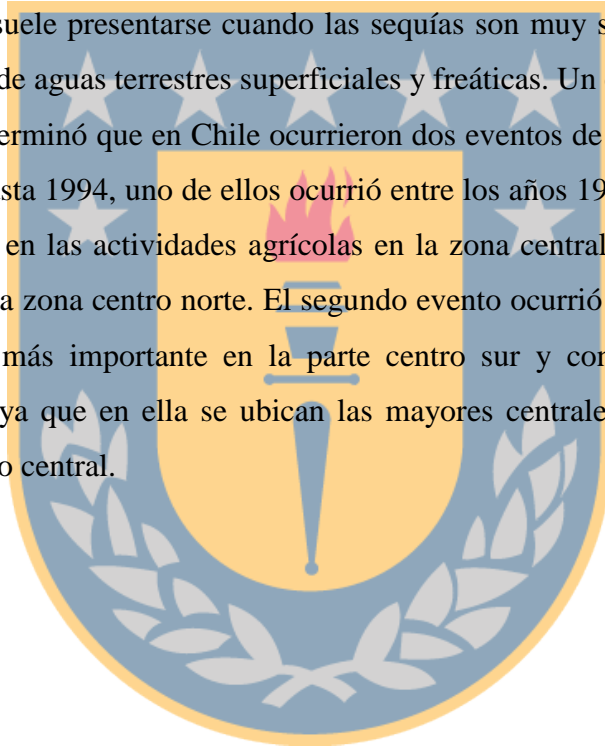 suele presentarse cuando las sequías son muy s
de aguas terrestres superficiales y freáticas. Un
erminó que en Chile ocurrieron dos eventos de
sta 1994, uno de ellos ocurrió entre los años 19
en las actividades agrícolas en la zona central
a zona centro norte. El segundo evento ocurrió
más importante en la parte centro sur y con
ya que en ella se ubican las mayores centrale
o central.